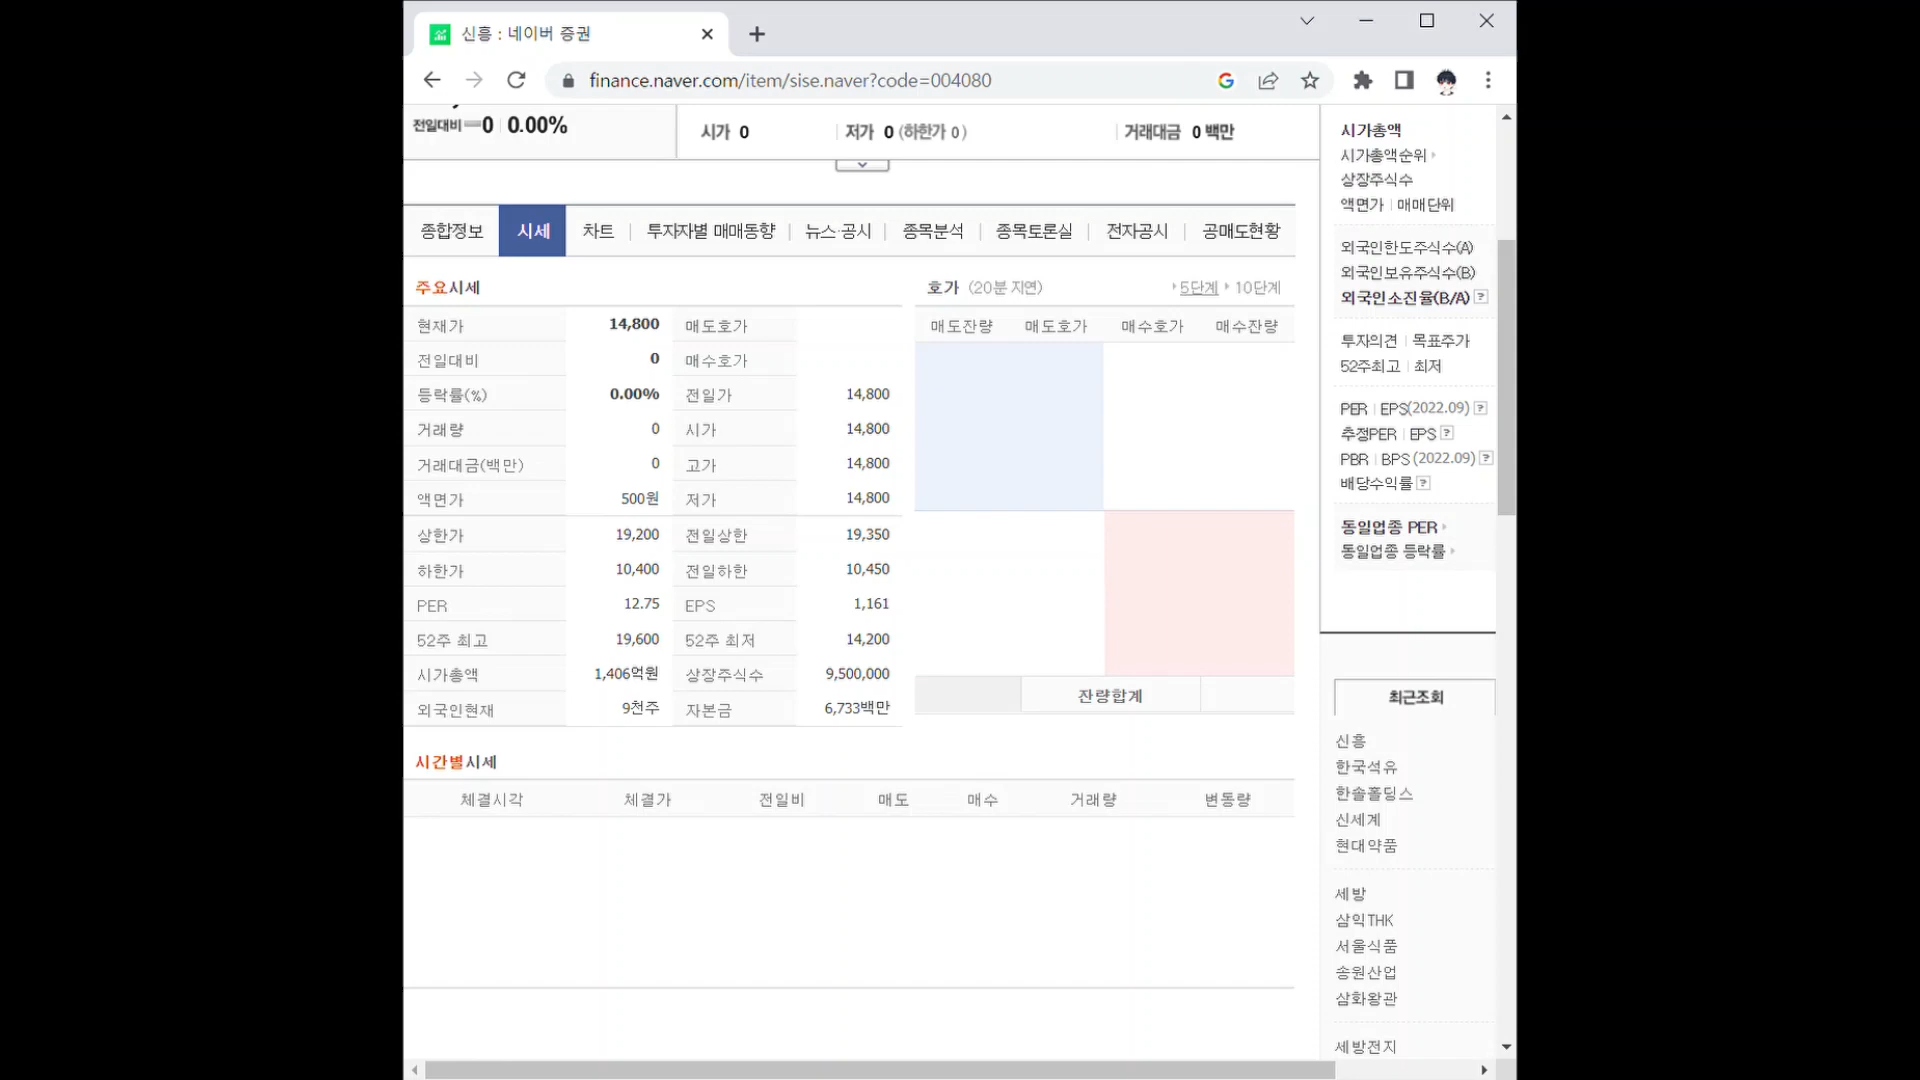 신흥 : 네이버 증권
finance.naver.com/item/sise.naver?code=004080
전일대비 0 0.00%
시가 0 저가 0 (하한가 0 ) 거래대금 0 백만
종합정보 시세 차트 투자자별 매매동향 뉴스·공시 종목분석 종목토론실 전자공시 공매도현황
주요시세
현재가 14,800 매도호가
전일대비 0 매수호가
등락률(%) 0.00% 전일가 14,800
거래량 0 시가 14,800
거래대금(백만) 0 고가 14,800
액면가 500원 저가 14,800
상한가 19,200 전일상한 19,350
하한가 10,400 전일하한 10,450
PER 12.75 EPS 1,161
52주 최고 19,600 52주 최저 14,200
시가총액 1,406억원 상장주식수 9,500,000
외국인현재 9천주 자본금 6,733백만
호가 (20분 지연) 5단계 10단계
매도잔량 매도호가 매수호가 매수잔량
잔량합계
시간별시세
체결시각 체결가 전일비 매도 매수 거래량 변동량
시가총액
시가총액순위
상장주식수
액면가 | 매매단위
외국인한도주식수(A)
외국인보유주식수(B)
외국인소진율(B/A) ?
투자의견 | 목표주가
52주최고 | 최저
PER | EPS(2022.09) ?
추정PER | EPS ?
PBR | BPS (2022.09) ?
배당수익률 ?
동일업종 PER
동일업종 등락률
최근조회
신흥
한국석유
한솔홀딩스
신세계
현대약품
세방
삼익THK
서울식품
송원산업
삼화왕관
세방전지